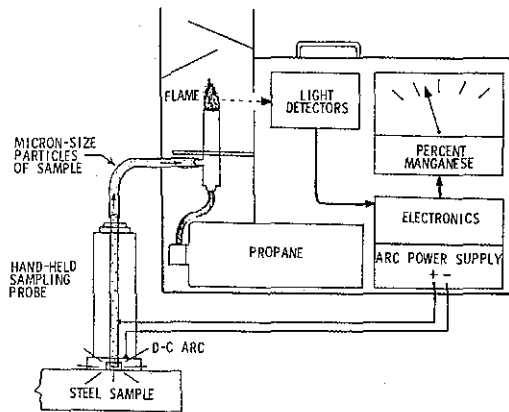 FLAME
LIGHT
DETECTORS
MICRON-SIZE
PARTICLES
OF SAMPLE
PERCENT
MANGANESE
ELECTRONICS
PROPANE
ARC POWER SUPPLY
+ −
HAND-HELD
SAMPLING
PROBE
D-C ARC
STEEL SAMPLE